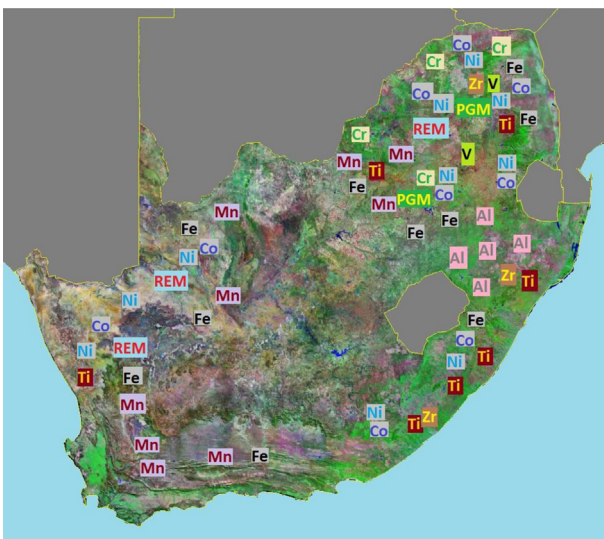 Co Cr
Cr Ni Fe
Zr V Co
Co Ni PGM Ni
REM Ti Fe
Cr
Mn Mn V
Ti Ni
Fe Cr Ni Co
Mn PGM Co
Mn Al
Fe Fe Fe
Co Al Al
Ni Al
REM Zr Ti
Ni Mn Al
Co Fe Fe
Ni REM Co Ti
Ti Fe Ni
Ti
Mn Ni Ti Zr
Co
Mn
Mn Mn Fe